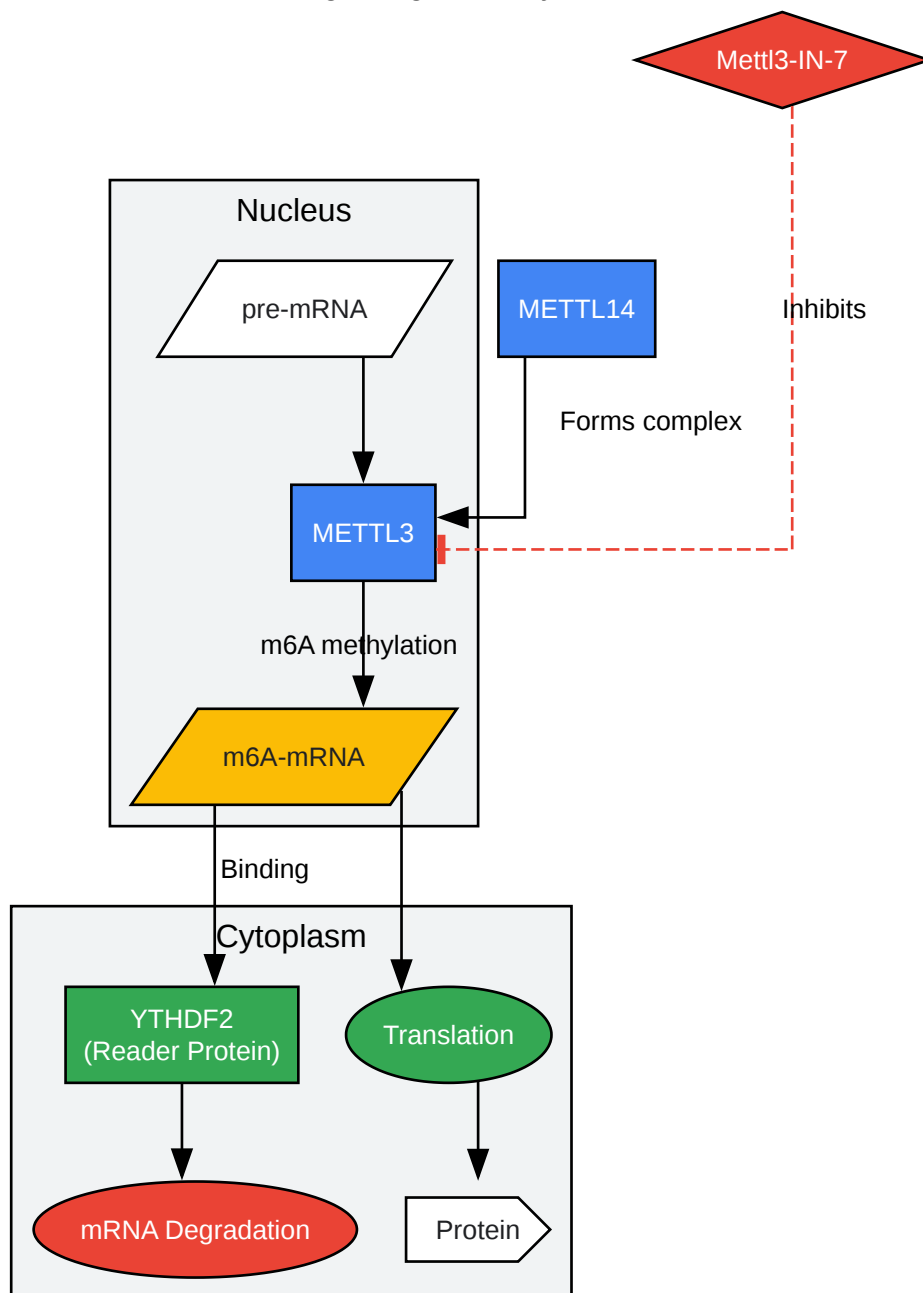 Mettl3-IN-7
Nucleus
pre-mRNA
METTL14
Inhibits
Forms complex
METTL3
m6A methylation
m6A-mRNA
Binding
Cytoplasm
YTHDF2
(Reader Protein)
Translation
mRNA Degradation
Protein